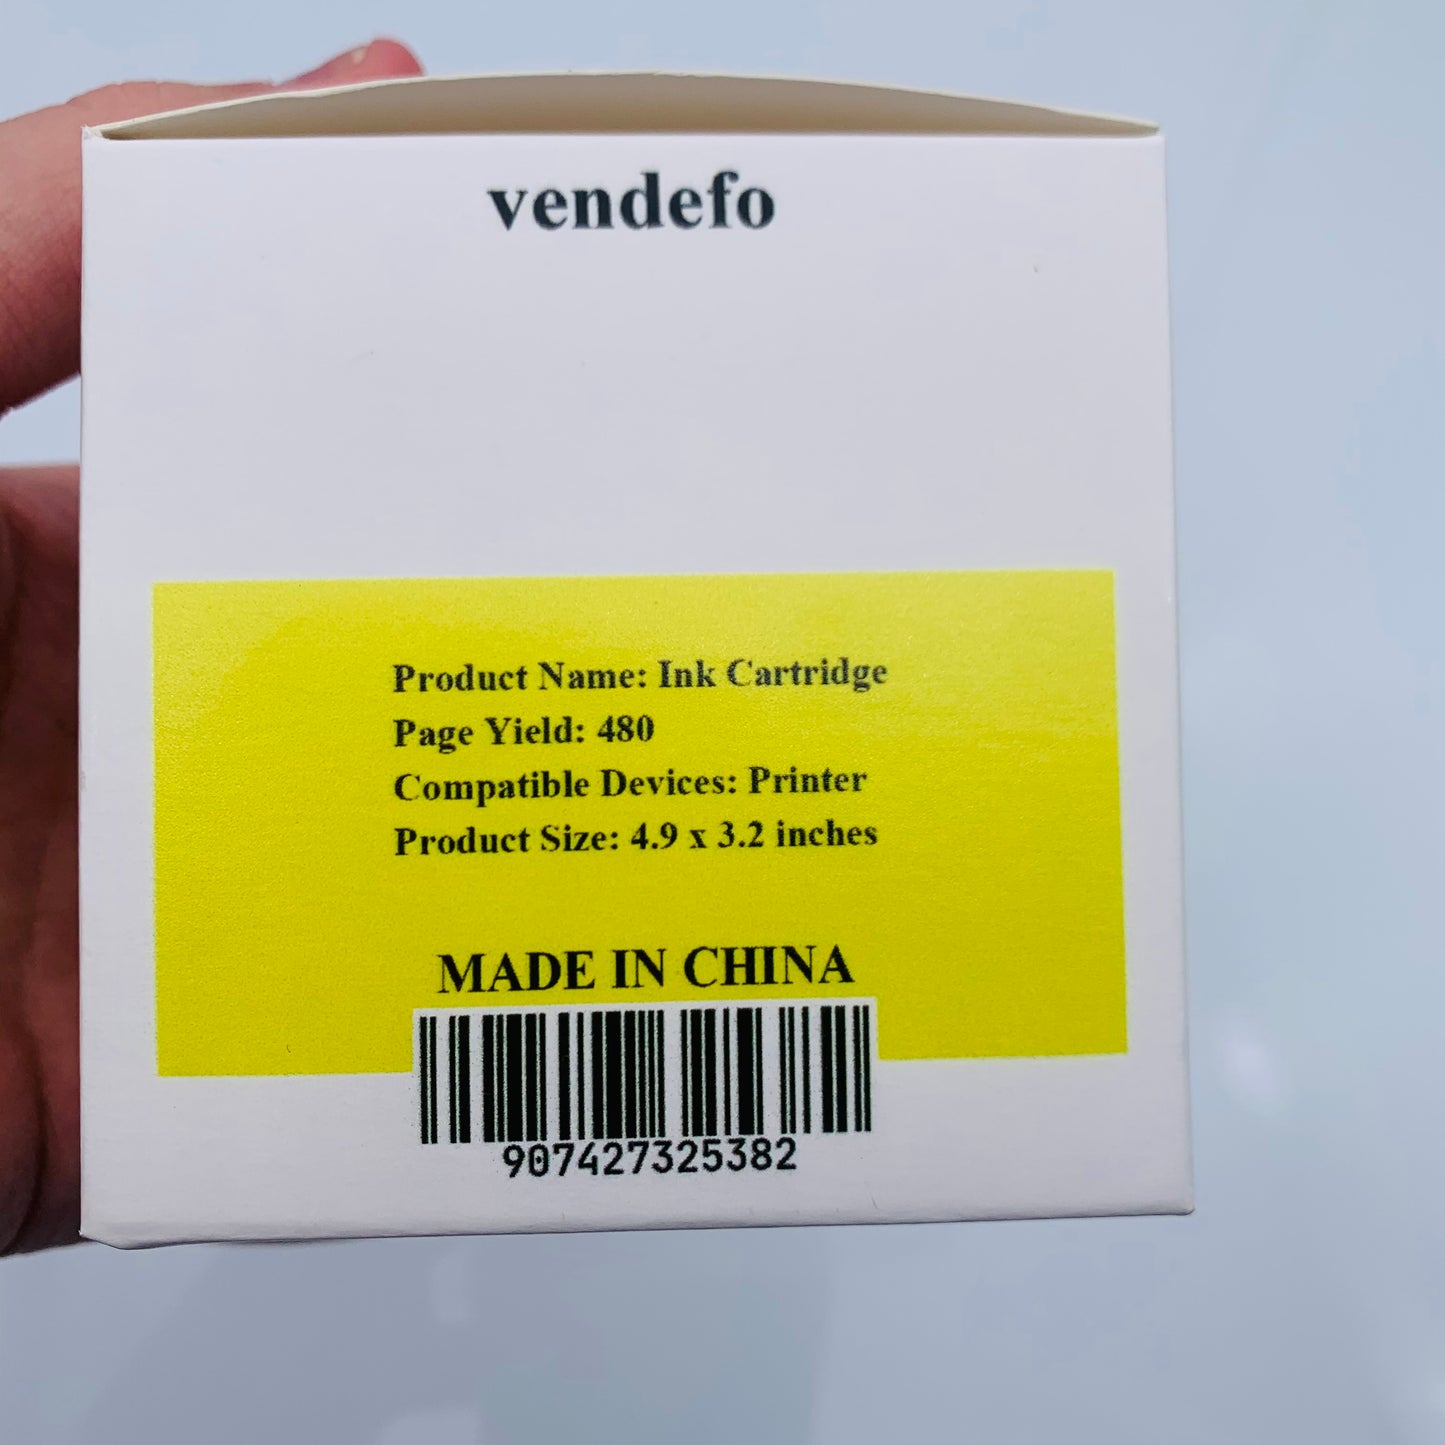 vendefo
Product Name: Ink Cartridge
Page Yield: 480
Compatible Devices: Printer
Product Size: 4.9 x 3.2 inches
MADE IN CHINA
907427325382